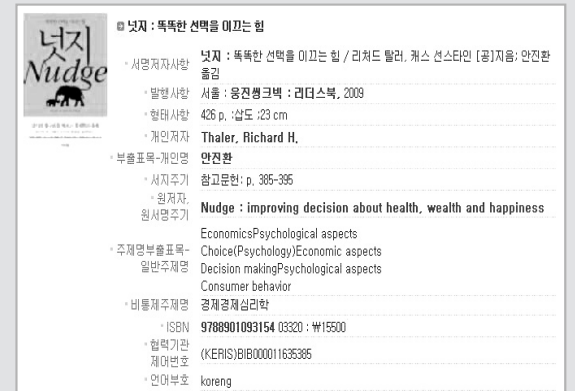 넛지
Nudge
넛지 : 똑똑한 선택을 이끄는 힘
서명저자사항 넛지 : 똑똑한 선택을 이끄는 힘 / 리처드 탈러, 캐스 선스타인 [공]지음; 안진환
옮김
발행사항 서울 : 웅진씽크빅 : 리더스북, 2009
형태사항 426 p. :삽도 ;23 cm
개인저자 Thaler, Richard H.
부출표목-개인명 안진환
서지주기 참고문헌: p. 385-395
원저자,
원서명주기 Nudge : improving decision about health, wealth and happiness
주제명부출표목-
일반주제명
EconomicsPsychological aspects
Choice(Psychology)Economic aspects
Decision makingPsychological aspects
Consumer behavior
비통제주제명 경제경제심리학
ISBN 9788901093154 03320 : ₩15500
협력기관
제어번호 (KERIS)BIB000011635385
언어부호 koreng